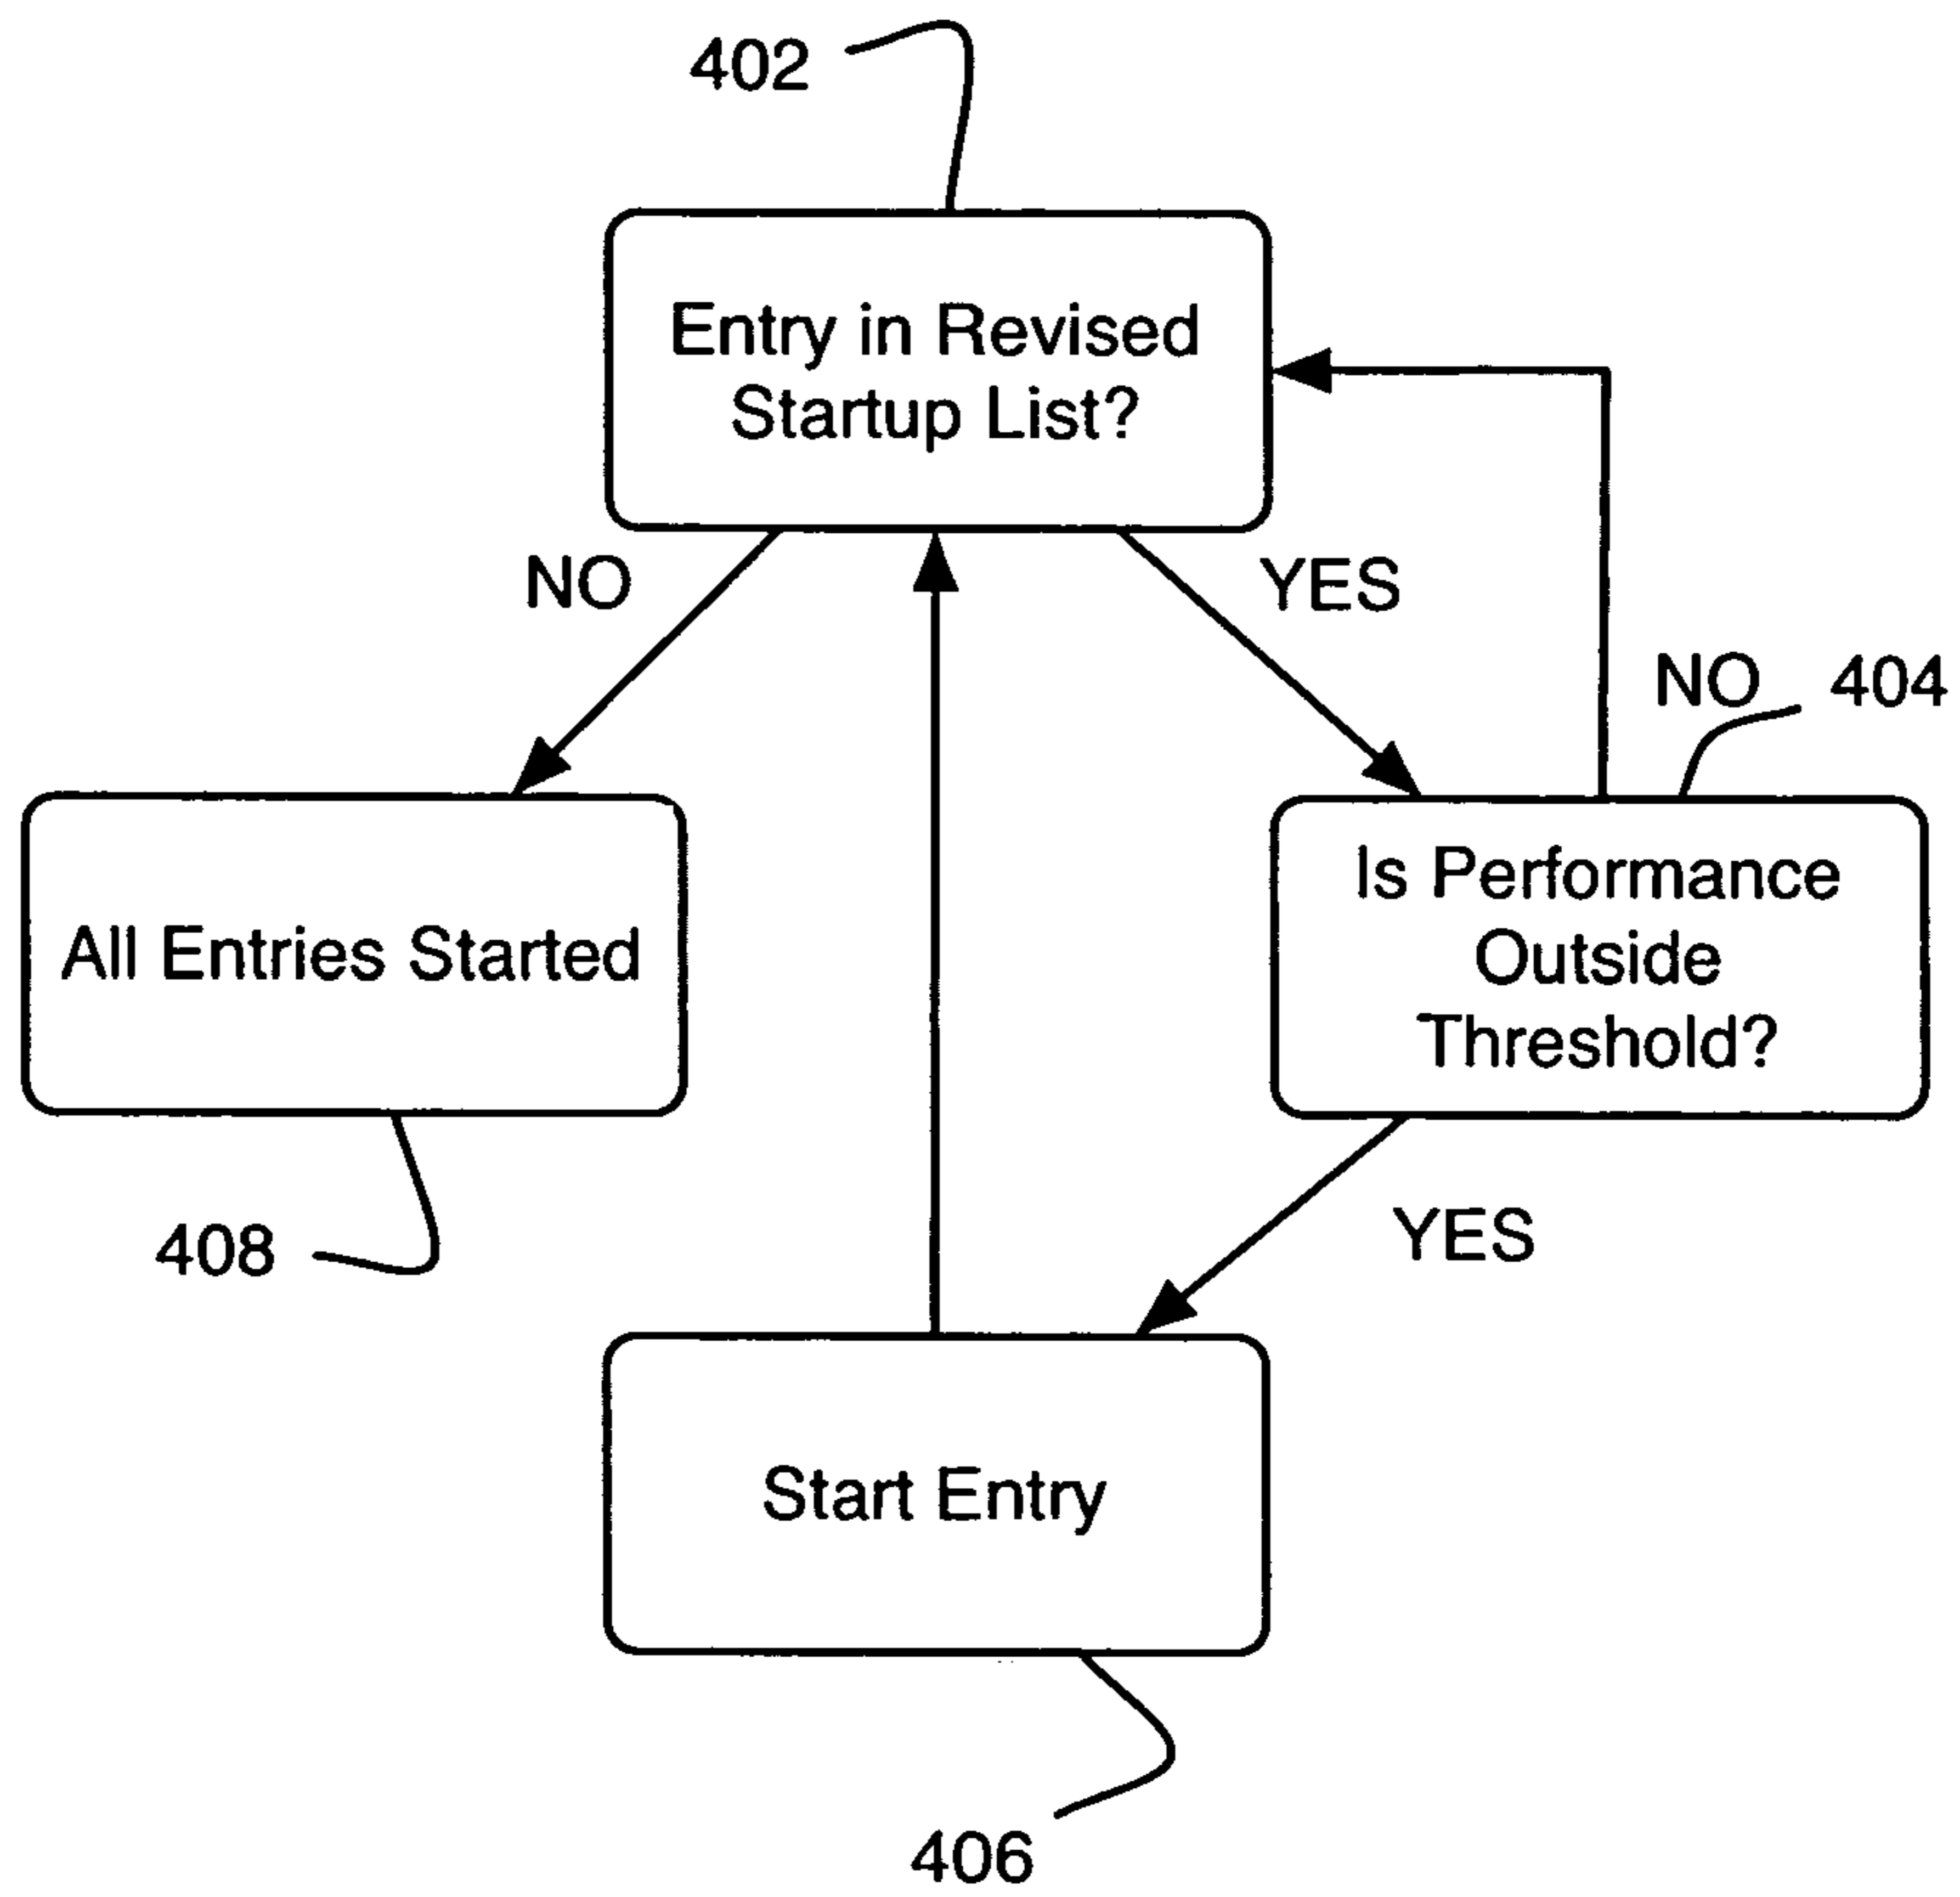 402
Entry in Revised
Startup List?
NO
YES
NO 404
All Entries Started
Is Performance
Outside
Threshold?
408
YES
Start Entry
406